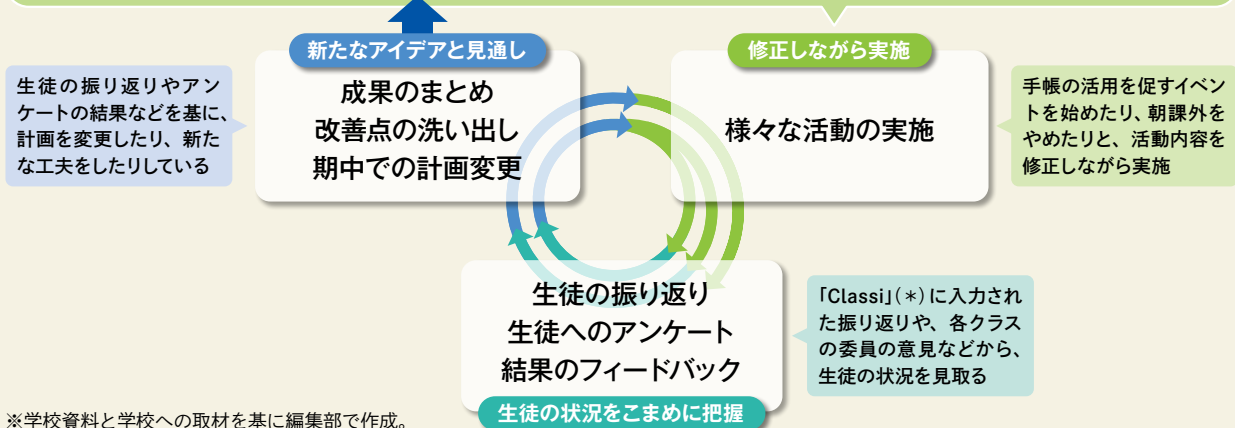 新たなアイデアと見通し
成果のまとめ
改善点の洗い出し
期中での計画変更
生徒の振り返りやアン
ケートの結果などを基に、
計画を変更したり、新た
な工夫をしたりしている
修正しながら実施
様々な活動の実施
手帳の活用を促すイベン
トを始めたり、朝課外を
やめたりと、活動内容を
修正しながら実施
生徒の振り返り
生徒へのアンケート
結果のフィードバック
生徒の状況をこまめに把握
「Classi」(＊)に入力され
た振り返りや、各クラス
の委員の意見などから、
生徒の状況を見取る
※学校資料と学校への取材を基に編集部で作成。